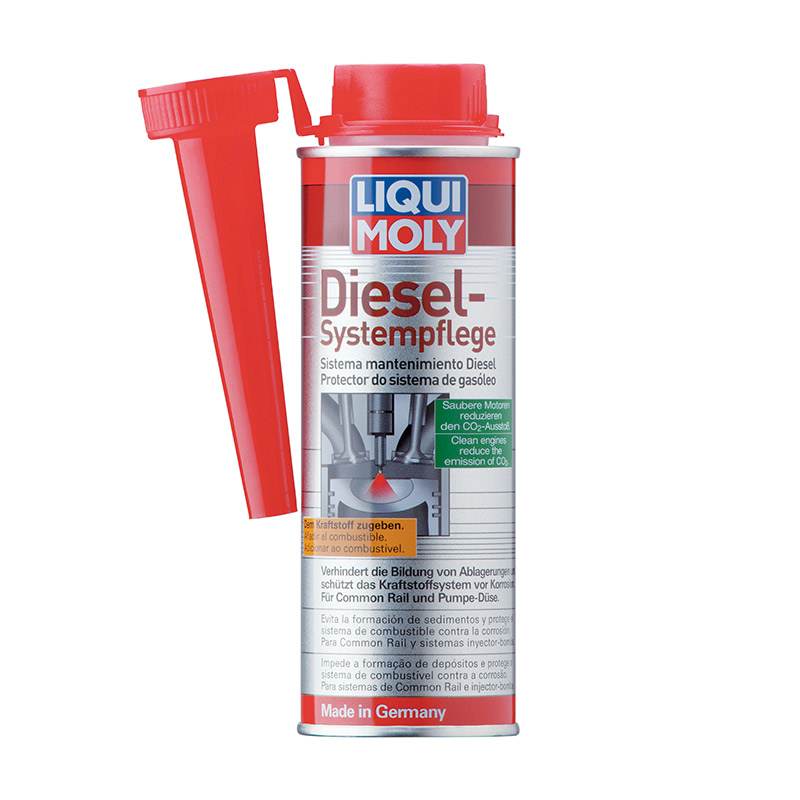 LIQUI
MOLY
Diesel-
Systempflege
Sistema mantenimiento Diesel
Protector do sistema de gasóleo
Saubere Motoren
reduzieren
den CO₂-Ausstoß.
Clean engines
reduce the
emission of CO₂.
Dem Kraftstoff zugeben.
Añadir al combustible.
Adicionar ao combustível.
Verhindert die Bildung von Ablagerungen
schützt das Kraftstoffsystem vor
Für Common Rail und Pumpe-Düse.
Evita la formación de sedimentos y protege
sistema de combustible contra la corrosión.
Para Common Rail y sistemas
Impede a formação de depósitos e protege
sistema de combustível contra a corrosão.
Para sistemas de Common Rail e
Made in Germany